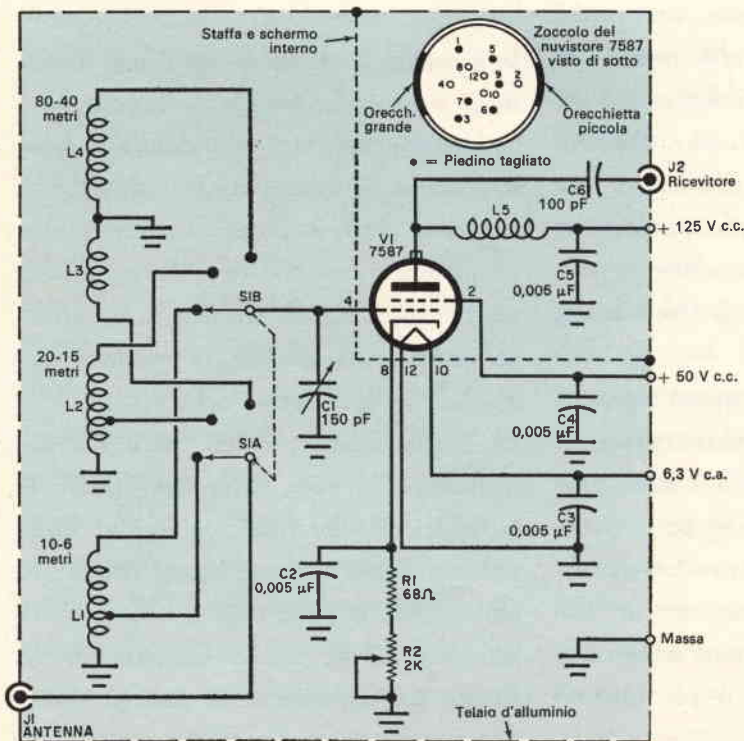 Staffa e schermo
interno
Zoccolo del
nuvistore 7587
visto di sotto
1
5
8
12
9
2
4
10
7
6
3
Orecch.
grande
Orecchietta
piccola
• = Piedino tagliato
80-40
metri
L4
L3
20-15
metri
L2
10-6
metri
L1
S1B
S1A
C1
150 pF
V1
7587
4
2
8
12
10
L5
C6
100 pF
J2
Ricevitore
+ 125 V c.c.
C5
0,005 µF
+ 50 V c.c.
C4
0,005 µF
6,3 V c.a.
C3
0,005 µF
C2
0,005 µF
R1
68Ω
R2
2K
Massa
J1
ANTENNA
Telaio d'alluminio